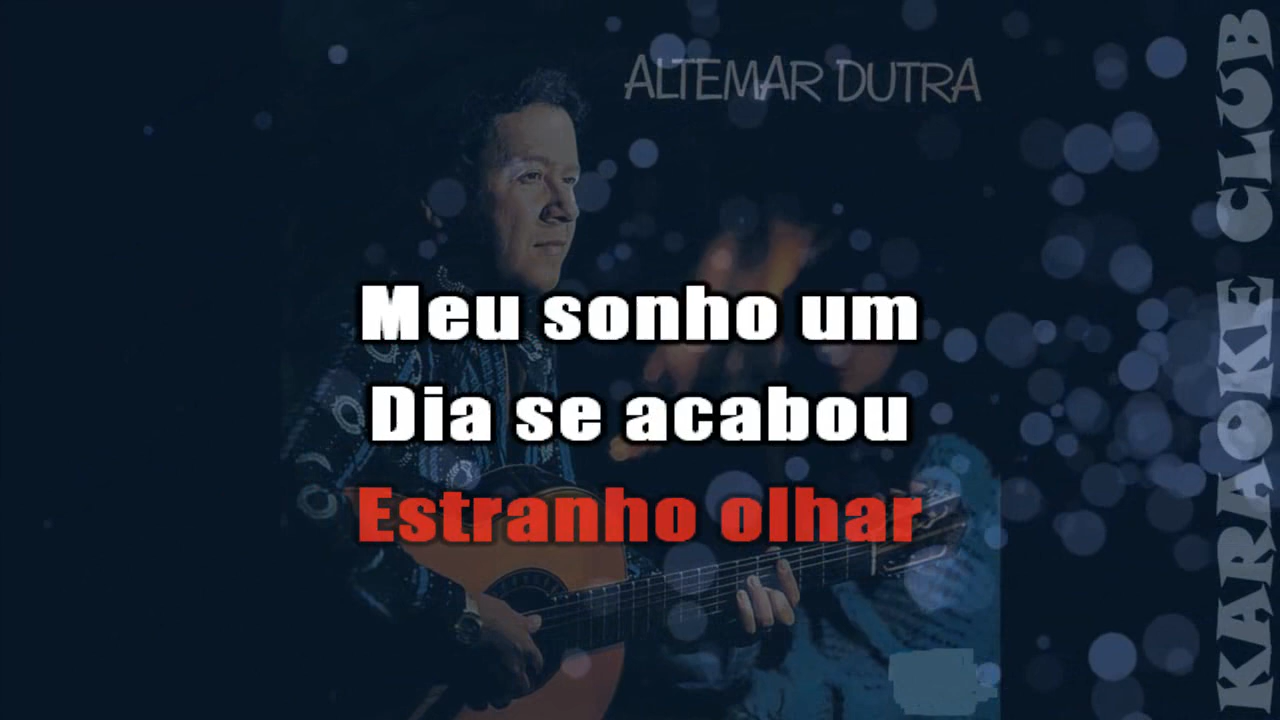 ALTEMAR DUTRA
Meu sonho um
Dia se acabou
Estranho olhar
KARAOKE CLUB